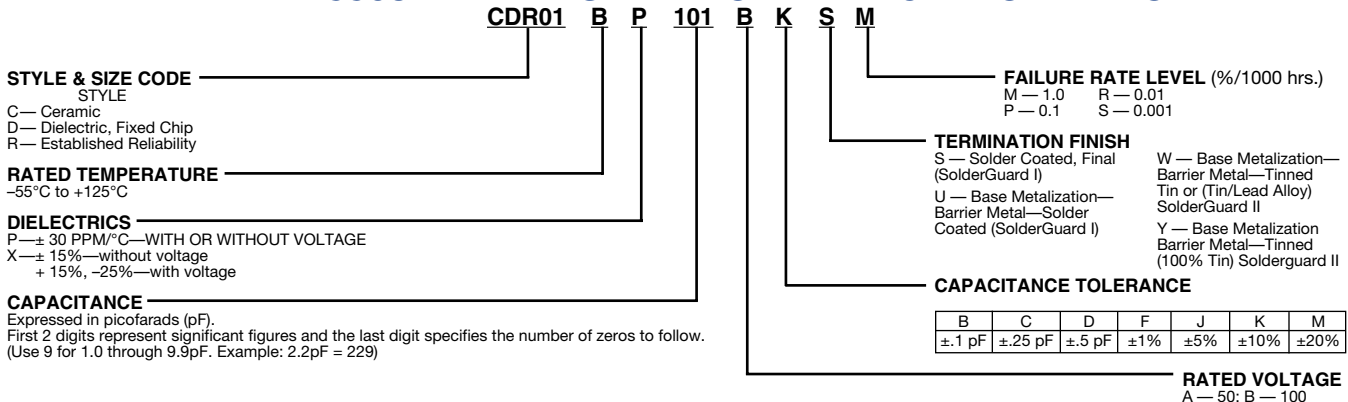 CDR01 B P 101 B K S M
STYLE & SIZE CODE
STYLE
C— Ceramic
D— Dielectric, Fixed Chip
R— Established Reliability
RATED TEMPERATURE
–55°C to +125°C
DIELECTRICS
P—± 30 PPM/°C—WITH OR WITHOUT VOLTAGE
X—± 15%—without voltage
+ 15%, –25%—with voltage
CAPACITANCE
Expressed in picofarads (pF).
First 2 digits represent significant figures and the last digit specifies the number of zeros to follow.
(Use 9 for 1.0 through 9.9pF. Example: 2.2pF = 229)
FAILURE RATE LEVEL (%/1000 hrs.)
M — 1.0 R — 0.01
P — 0.1 S — 0.001
TERMINATION FINISH
S — Solder Coated, Final
(SolderGuard I)
U — Base Metalization—
Barrier Metal—Solder
Coated (SolderGuard I)
W — Base Metalization—
Barrier Metal—Tinned
Tin or (Tin/Lead Alloy)
SolderGuard II
Y — Base Metalization
Barrier Metal—Tinned
(100% Tin) Solderguard II
CAPACITANCE TOLERANCE
B C D F J K M
±.1 pF ±.25 pF ±.5 pF ±1% ±5% ±10% ±20%
RATED VOLTAGE
A — 50; B — 100